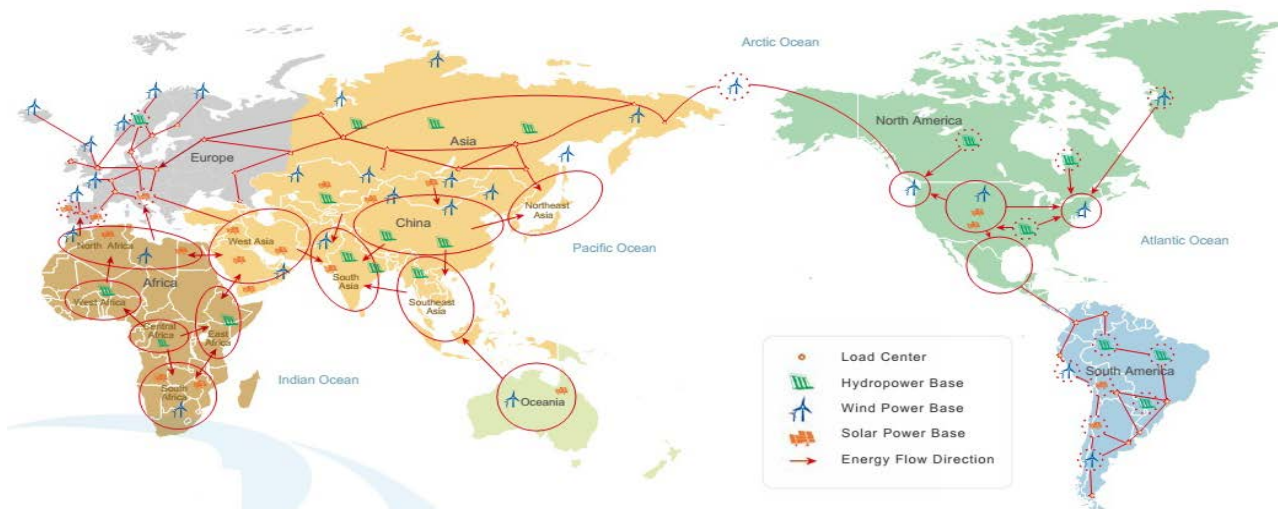 Arctic Ocean
North America
Europe
Asia
Northeast
Asia
China
West Asia
Pacific Ocean
Atlantic Ocean
North Africa
Africa
South
Asia
Southeast
Asia
West Africa
Central
Africa
East
Africa
Indian Ocean
South
Africa
Oceania
South America
Load Center
Hydropower Base
Wind Power Base
Solar Power Base
Energy Flow Direction